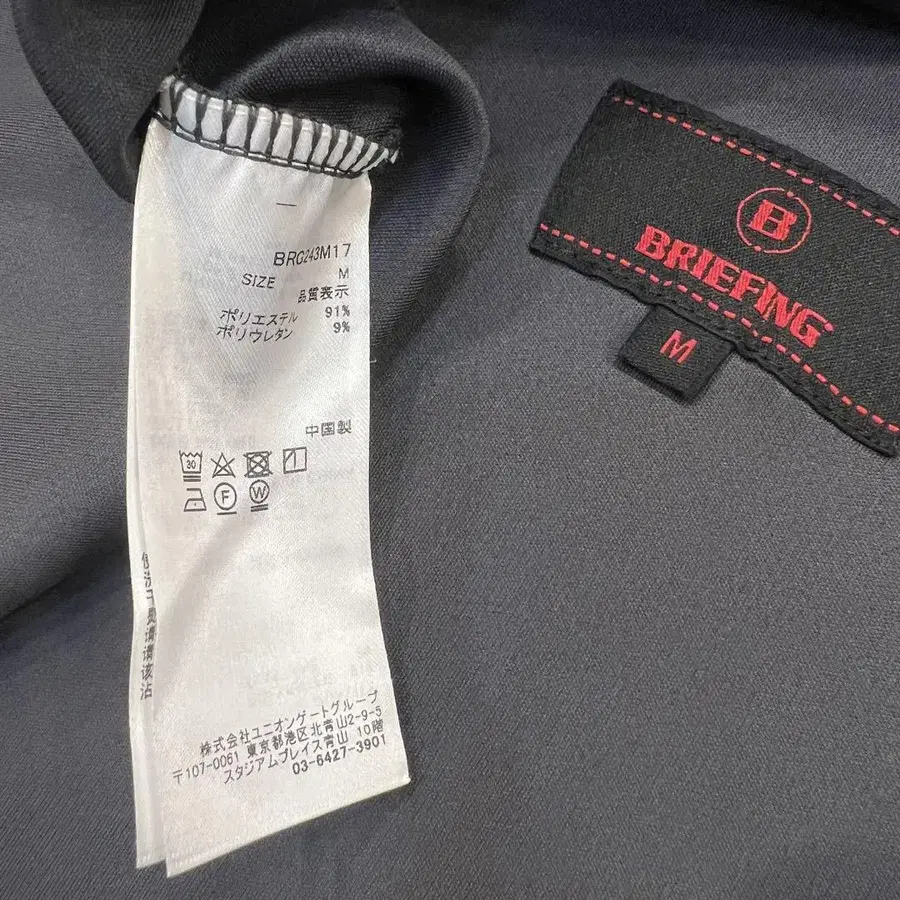 BRG243M17
SIZE M
品質表示
ポリエステル 91%
ポリウレタン 9%
中国製
30
F W
株式会社ユニオンゲートグループ
〒107-0061 東京都港区北青山2-9-5
スタジアムプレイス青山 10階
03-6427-3901
B
BRIEFING
M